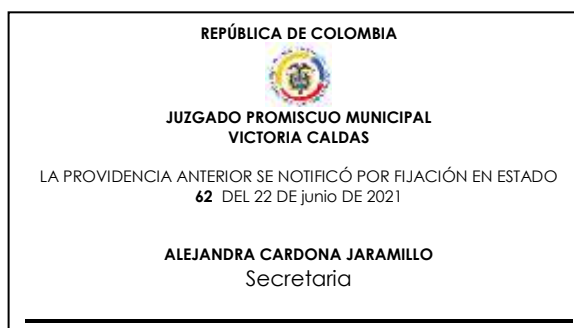 REPÚBLICA DE COLOMBIA
JUZGADO PROMISCUO MUNICIPAL
VICTORIA CALDAS
LA PROVIDENCIA ANTERIOR SE NOTIFICÓ POR FIJACIÓN EN ESTADO
62 DEL 22 DE junio DE 2021
ALEJANDRA CARDONA JARAMILLO
Secretaria